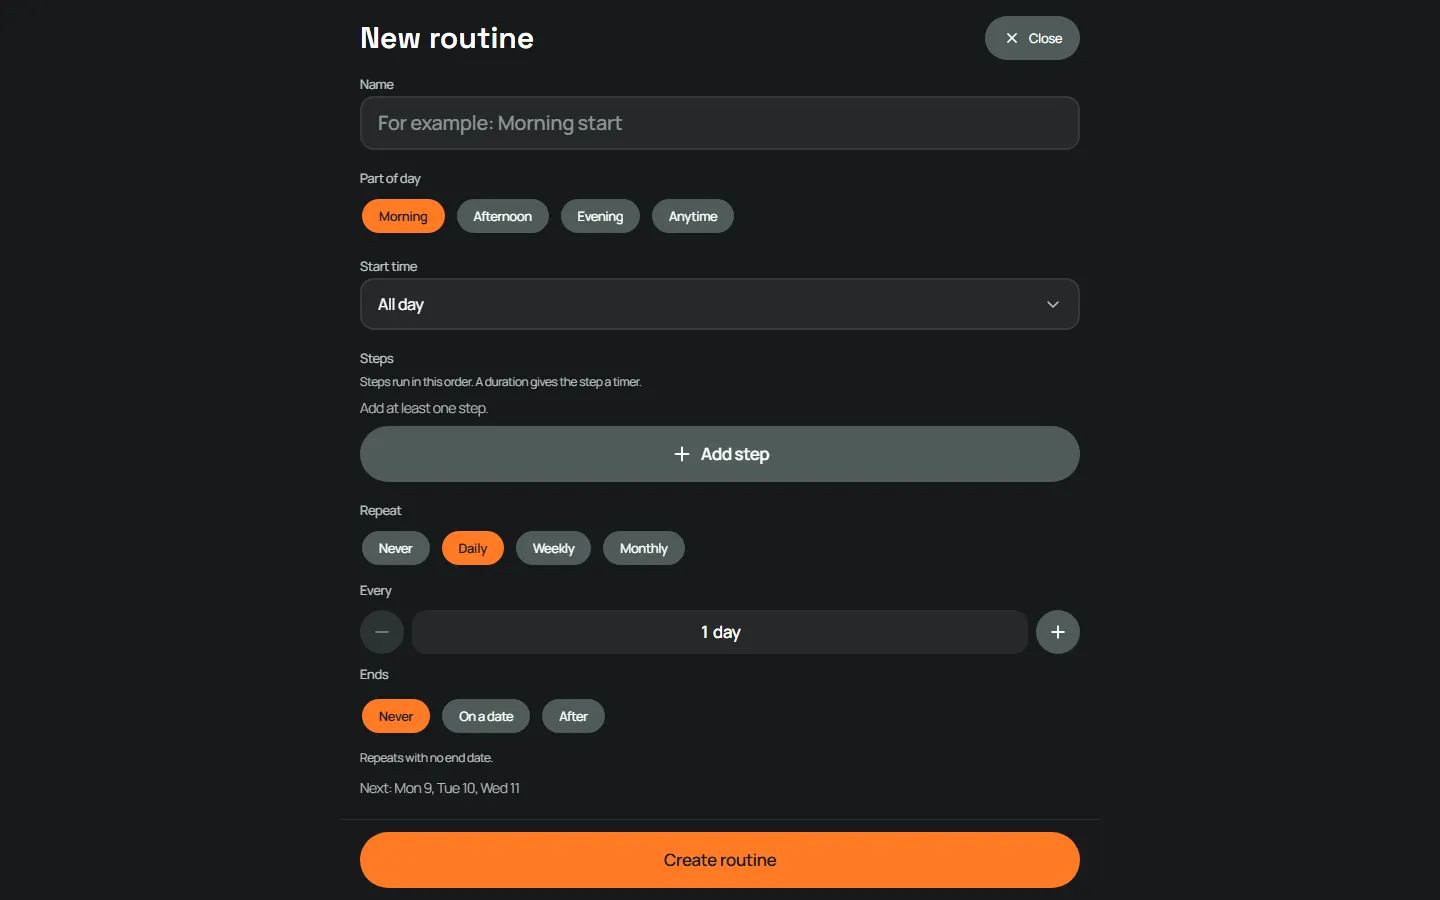 New routine
Close
Name
For example: Morning start
Part of day
Morning Afternoon Evening Anytime
Start time
All day
Steps
Steps run in this order. A duration gives the step a timer.
Add at least one step.
Add step
Repeat
Never Daily Weekly Monthly
Every
1 day
Ends
Never On a date After
Repeats with no end date.
Next: Mon 9, Tue 10, Wed 11
Create routine